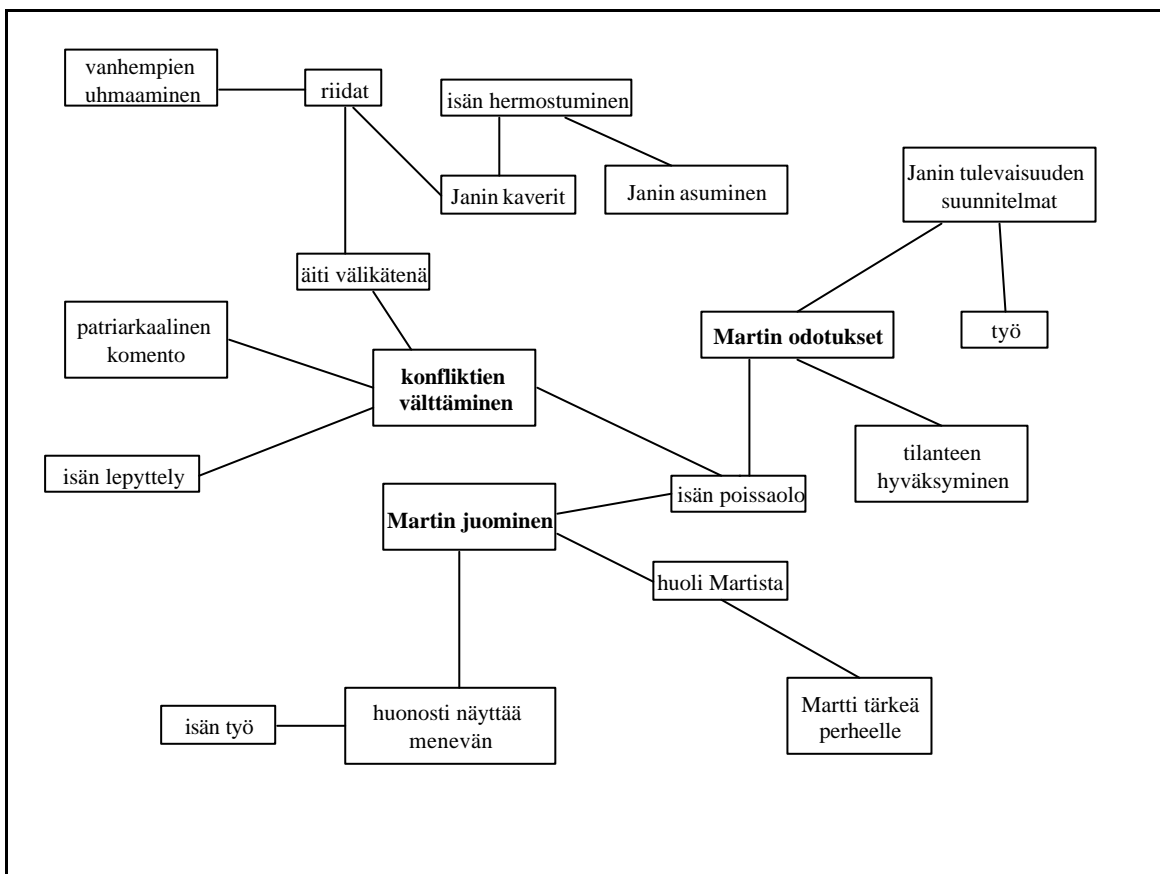 vanhempien
uhmaaminen
riidat
isän hermostuminen
Janin kaverit
Janin asuminen
Janin tulevaisuuden
suunnitelmat
äiti välikätenä
patriarkaalinen
komento
konfliktien
välttäminen
Martin odotukset
työ
isän lepyttely
tilanteen
hyväksyminen
isän poissaolo
Martin juominen
huoli Martista
isän työ
huonosti näyttää
menevän
Martti tärkeä
perheelle